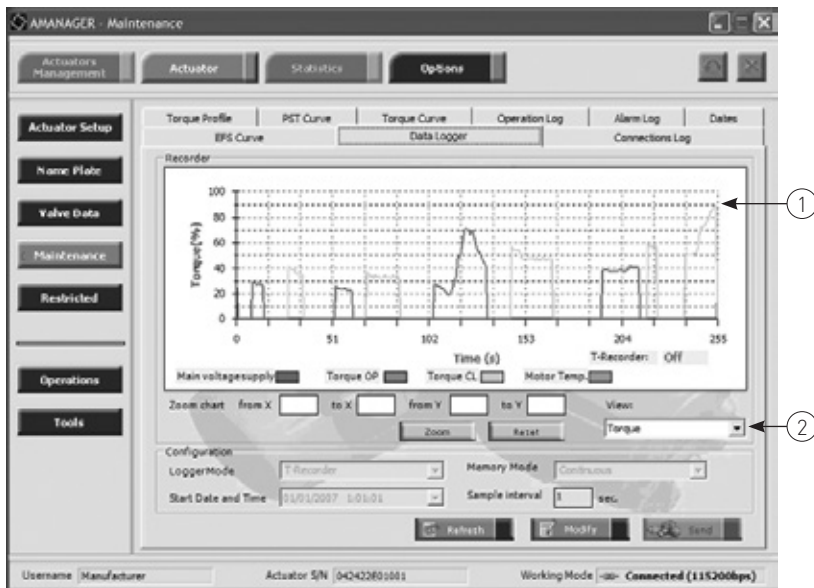 AMANAGER - Maintenance
Actuators Management
Actuator
Statistics
Options
Actuator Setup
Name Plate
Valve Data
Maintenance
Restricted
Operations
Tools
Torque Profile
PST Curve
Torque Curve
Operation Log
Alarm Log
Dates
EFS Curve
Data Logger
Connections Log
Recorder
Torque(%)
100
80
60
40
20
0
0 51 102 153 204 255
Time (s)
T-Recorder: Off
Main voltagesupply
Torque OP
Torque CL
Motor Temp.
Zoom chart from X to X from Y to Y
View:
Zoom
Reset
Torque
Configuration
LoggerMode
T-Recorder
Memory Mode
Continuous
Start Date and Time
01/01/2007 1:01:01
Sample interval
1
sec.
Refresh
Modify
Send
Username Manufacturer
Actuator S/N 042422E01001
Working Mode Connected (115200bps)
1
2